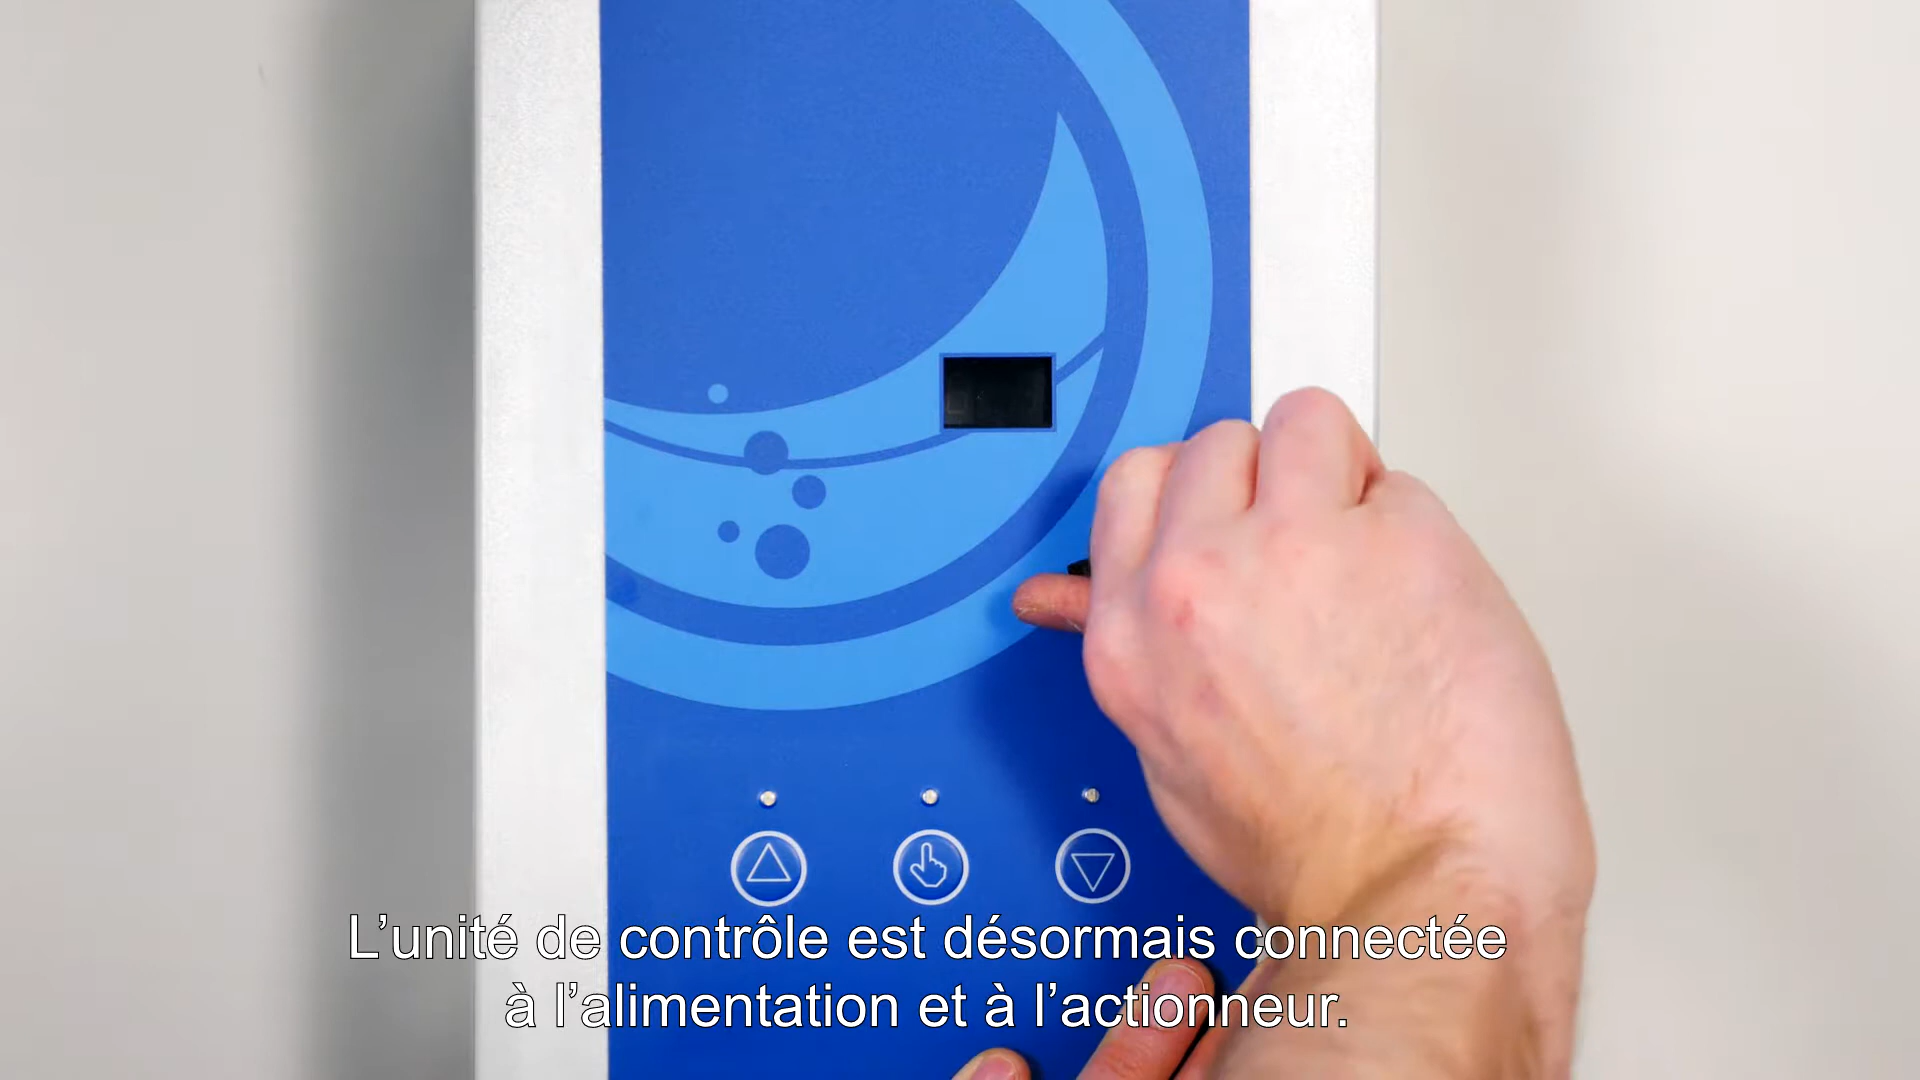 L’unité de contrôle est désormais connectée
à l’alimentation et à l’actionneur.